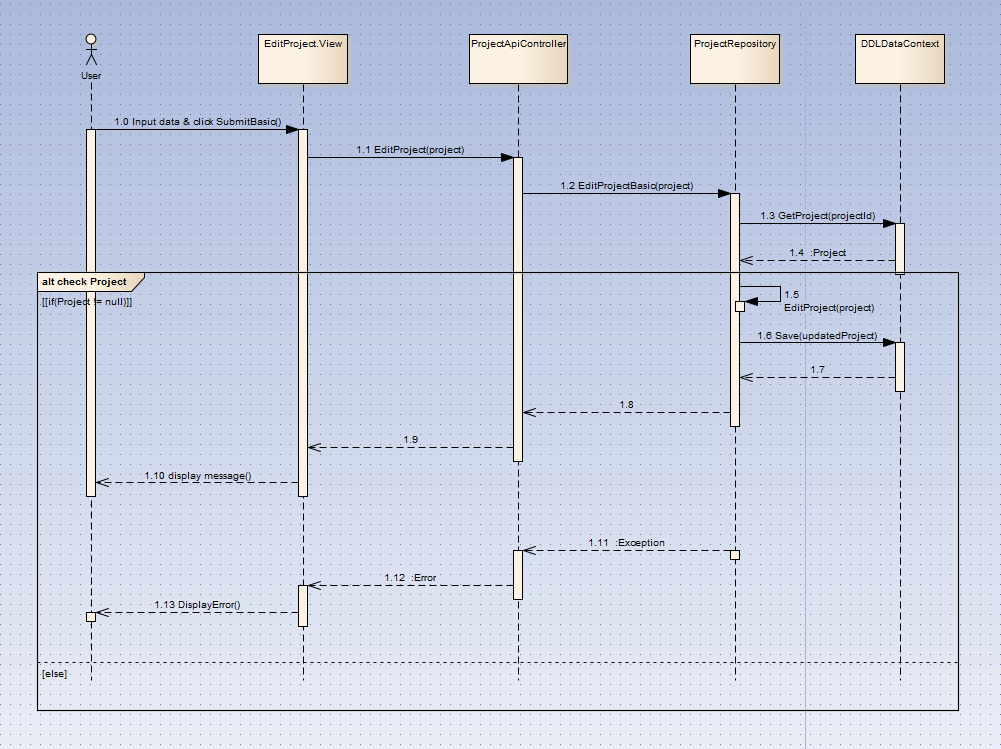 User
EditProject.View
ProjectApiController
ProjectRepository
DDLDataContext
1.0 Input data & click SubmitBasic()
1.1 EditProject(project)
1.2 EditProjectBasic(project)
1.3 GetProject(projectId)
1.4 :Project
alt check Project
[[if(Project != null)]]
1.5
EditProject(project)
1.6 Save(updatedProject)
1.7
1.8
1.9
1.10 display message()
1.11 :Exception
1.12 :Error
1.13 DisplayError()
[else]